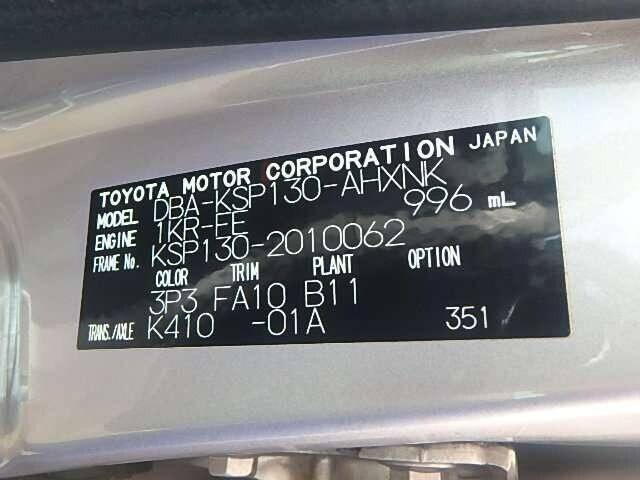 TOYOTA MOTOR CORPORATION JAPAN
MODEL DBA-KSP130-AHXNK
ENGINE 1KR-FE 996 mL
FRAME No. KSP130-2010062
COLOR TRIM PLANT OPTION
3P3 FA10 B11
TRANS./AXLE K410 -01A 351